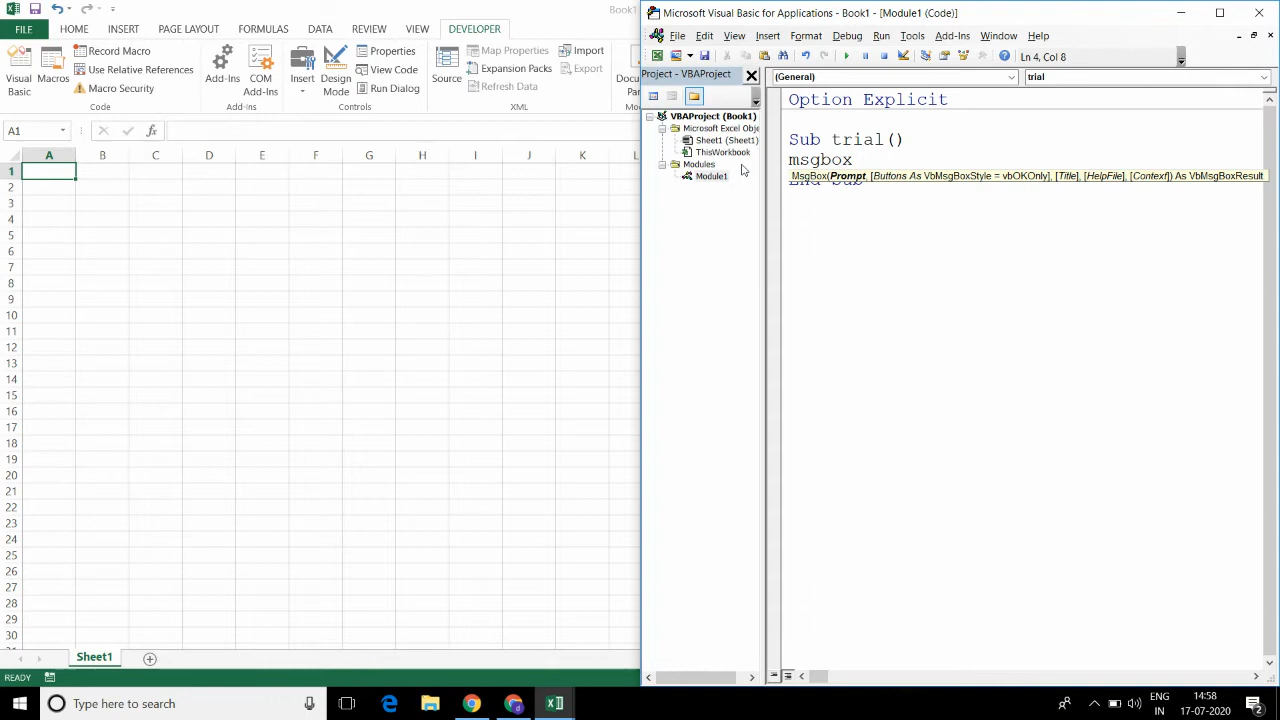 Book1
FILE HOME INSERT PAGE LAYOUT FORMULAS DATA REVIEW VIEW DEVELOPER
Visual Basic
Macros
Record Macro
Use Relative References
Macro Security
Code
Add-Ins
COM Add-Ins
Add-Ins
Insert
Design Mode
Properties
View Code
Run Dialog
Controls
Source
Map Properties
Expansion Packs
Refresh Data
Import
Export
XML
A1
fx
A B C D E F G H I J K
1
2
3
4
5
6
7
8
9
10
11
12
13
14
15
16
17
18
19
20
21
22
23
24
25
26
27
28
29
30
Sheet1
READY
Microsoft Visual Basic for Applications - Book1 - [Module1 (Code)]
File Edit View Insert Format Debug Run Tools Add-Ins Window Help
Ln 4, Col 8
Project - VBAProject
VBAProject (Book1)
Microsoft Excel Obje
Sheet1 (Sheet1)
ThisWorkbook
Modules
Module1
(General)
trial
Option Explicit
Sub trial()
msgbox
MsgBox(Prompt, [Buttons As VbMsgBoxStyle = vbOKOnly], [Title], [HelpFile], [Context]) As VbMsgBoxResult
End Sub
Type here to search
ENG
IN
14:58
17-07-2020
2